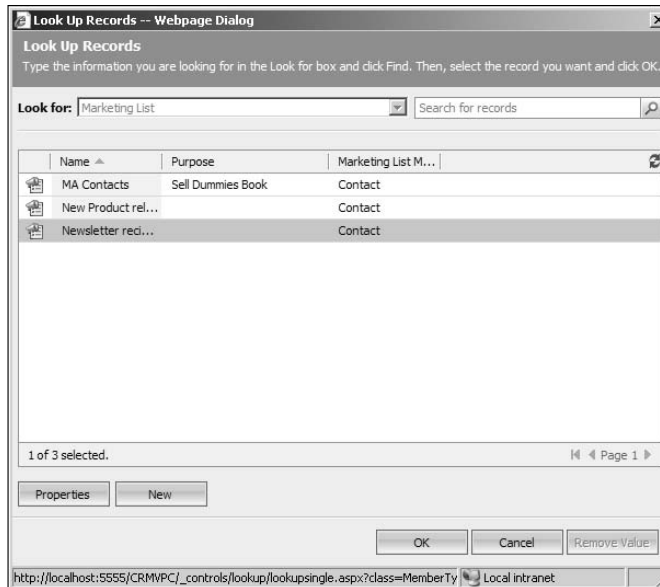 Look Up Records -- Webpage Dialog
Look Up Records
Type the information you are looking for in the Look for box and click Find. Then, select the record you want and click OK.
Look for: Marketing List Search for records
Name Purpose Marketing List M...
MA Contacts Sell Dummies Book Contact
New Product rel... Contact
Newsletter reci... Contact
1 of 3 selected. Page 1
Properties New
OK Cancel Remove Value
http://localhost:5555/CRMVPC/_controls/lookup/lookupsingle.aspx?class=MemberTy Local intranet